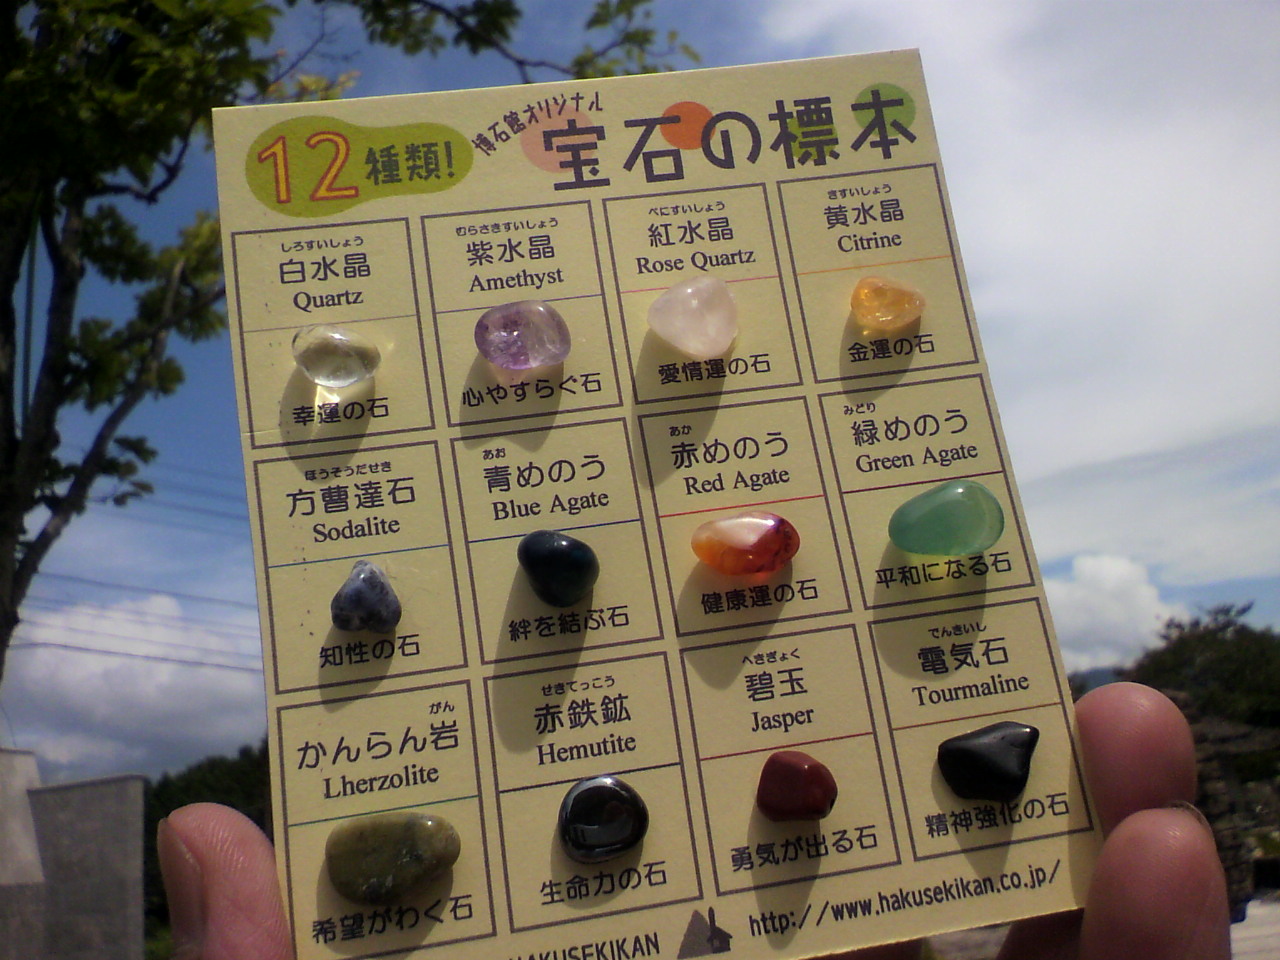 12種類!
博石館オリジナル
宝石の標本
しろすいしょう
白水晶
Quartz
幸運の石
むらさきすいしょう
紫水晶
Amethyst
心やすらぐ石
べにすいしょう
紅水晶
Rose Quartz
愛情運の石
きすいしょう
黄水晶
Citrine
金運の石
ほうそうだせき
方曹達石
Sodalite
知性の石
あお
青めのう
Blue Agate
絆を結ぶ石
あか
赤めのう
Red Agate
健康運の石
みどり
緑めのう
Green Agate
平和になる石
がん
かんらん岩
Lherzolite
希望がわく石
せきてっこう
赤鉄鉱
Hemutite
生命力の石
へきぎょく
碧玉
Jasper
勇気が出る石
でんきいし
電気石
Tourmaline
精神強化の石
HAKUSEKIKAN
http://www.hakusekikan.co.jp/